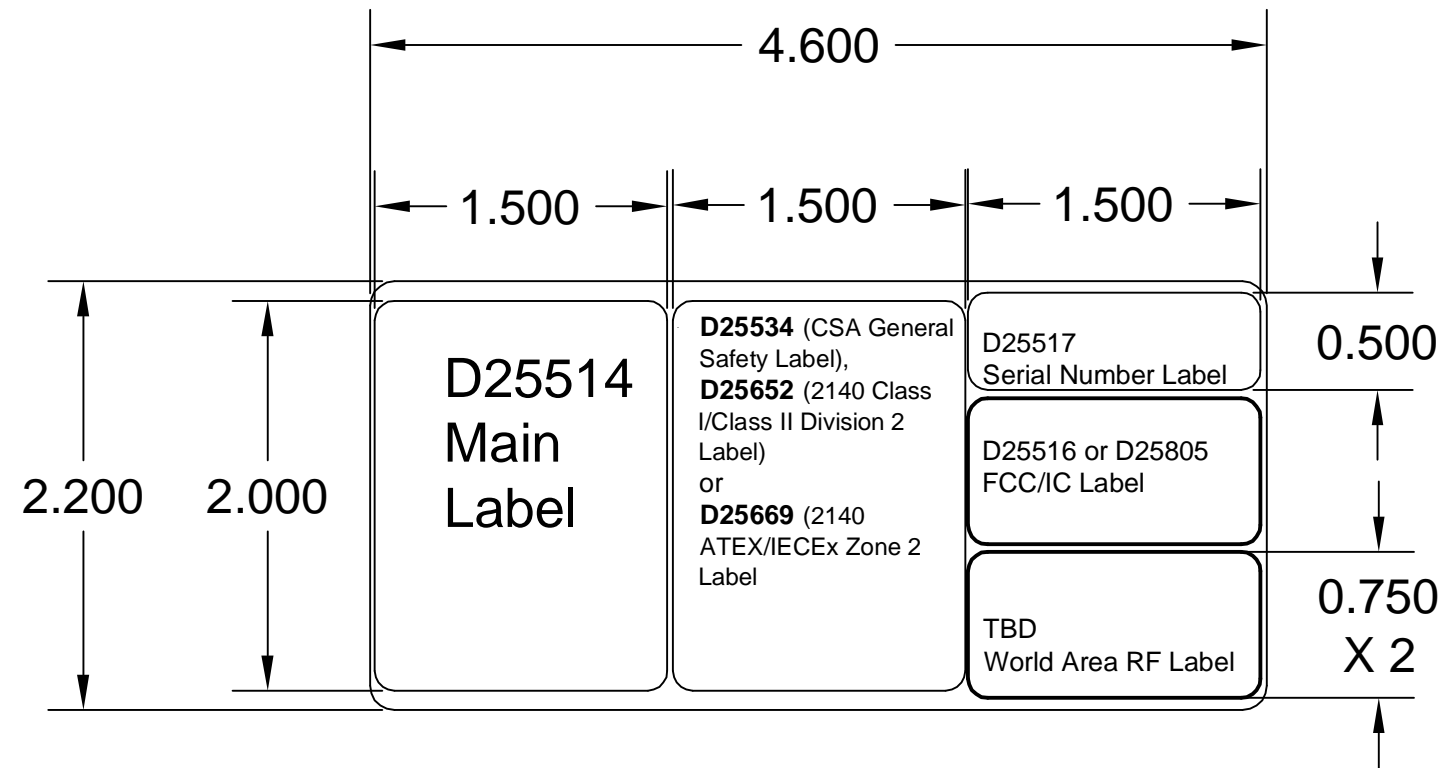 4.600
1.500
1.500
1.500
2.200
2.000
D25514
Main
Label
D25534 (CSA General
Safety Label),
D25652 (2140 Class
I/Class II Division 2
Label)
or
D25669 (2140
ATEX/IECEx Zone 2
Label
D25517
Serial Number Label
D25516 or D25805
FCC/IC Label
TBD
World Area RF Label
0.500
0.750
X 2